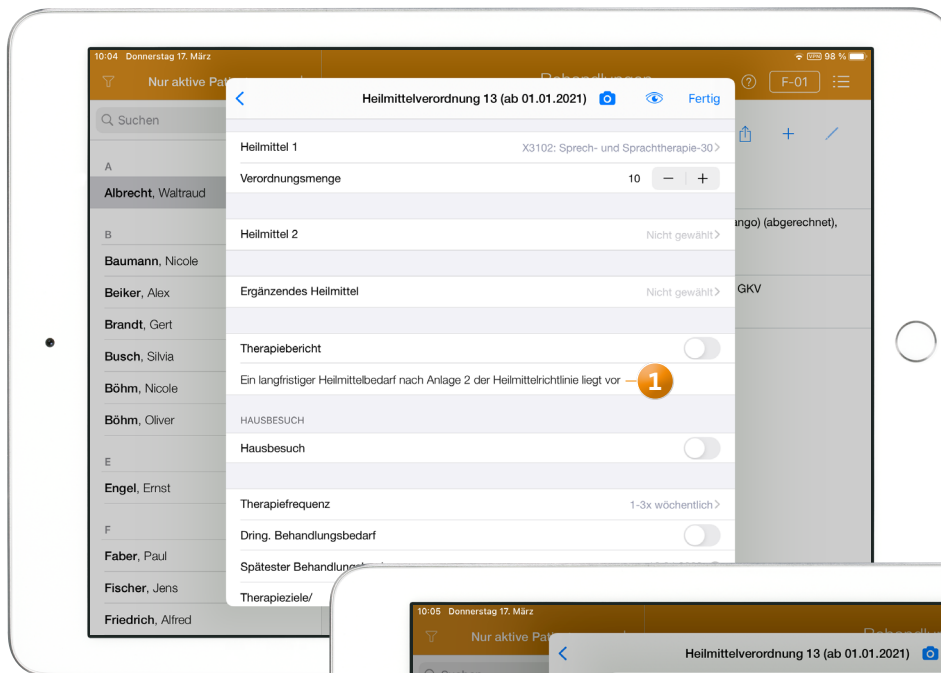 10:04 Donnerstag 17. März
98 %
Nur aktive
Behandlungen
F-01
Heilmittelverordnung 13 (ab 01.01.2021)
Fertig
Suchen
Heilmittel 1
X3102: Sprech- und Sprachtherapie-30
A
Verordnungsmenge
10
Albrecht, Waltraud
B
Heilmittel 2
Nicht gewählt
(abgerechnet),
Baumann, Nicole
Beiker, Alex
Ergänzendes Heilmittel
Nicht gewählt
GKV
Brandt, Gert
Therapiebericht
Busch, Silvia
Ein langfristiger Heilmittelbedarf nach Anlage 2 der Heilmittelrichtlinie liegt vor
1
Böhm, Nicole
HAUSBESUCH
Böhm, Oliver
Hausbesuch
E
Engel, Ernst
Therapiefrequenz
1-3x wöchentlich
F
Dring. Behandlungsbedarf
Faber, Paul
Spätester
Fischer, Jens
Therapieziele/
Friedrich, Alfred
10:05 Donnerstag 17. März
Nur aktive
Heilmittelverordnung 13 (ab 01.01.2021)